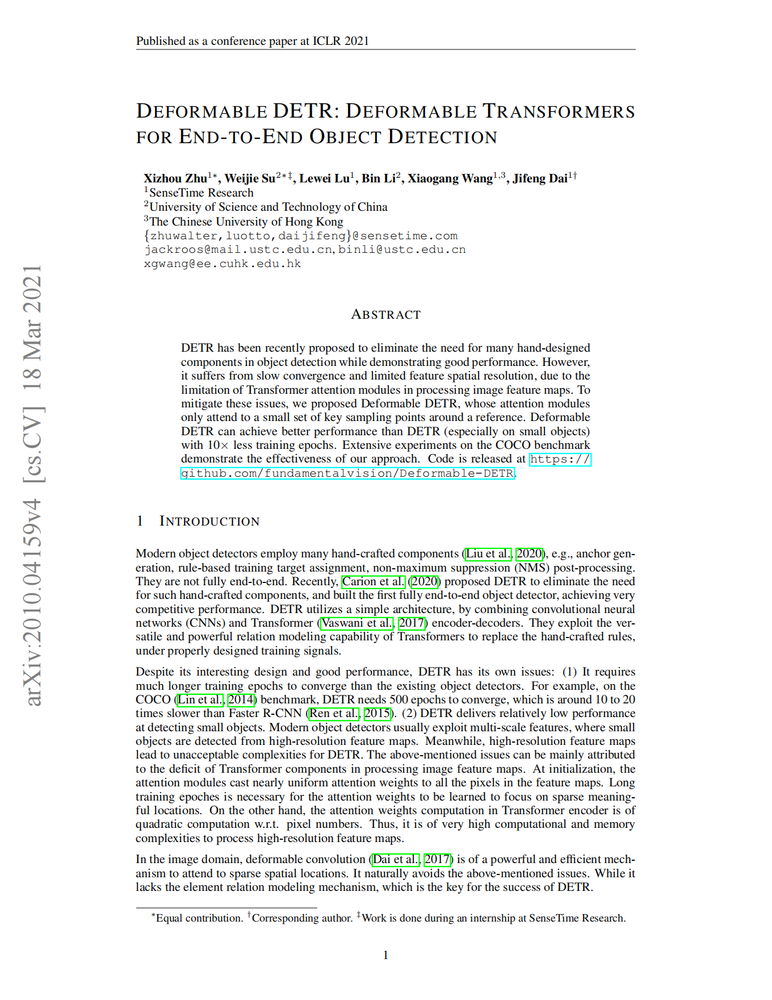 Published as a conference paper at ICLR 2021
DEFORMABLE DETR: DEFORMABLE TRANSFORMERS
FOR END-TO-END OBJECT DETECTION
Xizhou Zhu1∗, Weijie Su2∗‡, Lewei Lu1, Bin Li2, Xiaogang Wang1,3, Jifeng Dai1†
1SenseTime Research
2University of Science and Technology of China
3The Chinese University of Hong Kong
{zhuwalter,luotto,daijifeng}@sensetime.com
jackroos@mail.ustc.edu.cn, binli@ustc.edu.cn
xgwang@ee.cuhk.edu.hk
ABSTRACT
DETR has been recently proposed to eliminate the need for many hand-designed
components in object detection while demonstrating good performance. However,
it suffers from slow convergence and limited feature spatial resolution, due to the
limitation of Transformer attention modules in processing image feature maps. To
mitigate these issues, we proposed Deformable DETR, whose attention modules
only attend to a small set of key sampling points around a reference. Deformable
DETR can achieve better performance than DETR (especially on small objects)
with 10× less training epochs. Extensive experiments on the COCO benchmark
demonstrate the effectiveness of our approach. Code is released at https://
github.com/fundamentalvision/Deformable-DETR.
1 INTRODUCTION
Modern object detectors employ many hand-crafted components (Liu et al., 2020), e.g., anchor gen-
eration, rule-based training target assignment, non-maximum suppression (NMS) post-processing.
They are not fully end-to-end. Recently, Carion et al. (2020) proposed DETR to eliminate the need
for such hand-crafted components, and built the first fully end-to-end object detector, achieving very
competitive performance. DETR utilizes a simple architecture, by combining convolutional neural
networks (CNNs) and Transformer (Vaswani et al., 2017) encoder-decoders. They exploit the ver-
satile and powerful relation modeling capability of Transformers to replace the hand-crafted rules,
under properly designed training signals.
Despite its interesting design and good performance, DETR has its own issues: (1) It requires
much longer training epochs to converge than the existing object detectors. For example, on the
COCO (Lin et al., 2014) benchmark, DETR needs 500 epochs to converge, which is around 10 to 20
times slower than Faster R-CNN (Ren et al., 2015). (2) DETR delivers relatively low performance
at detecting small objects. Modern object detectors usually exploit multi-scale features, where small
objects are detected from high-resolution feature maps. Meanwhile, high-resolution feature maps
lead to unacceptable complexities for DETR. The above-mentioned issues can be mainly attributed
to the deficit of Transformer components in processing image feature maps. At initialization, the
attention modules cast nearly uniform attention weights to all the pixels in the feature maps. Long
training epoches is necessary for the attention weights to be learned to focus on sparse meaning-
ful locations. On the other hand, the attention weights computation in Transformer encoder is of
quadratic computation w.r.t. pixel numbers. Thus, it is of very high computational and memory
complexities to process high-resolution feature maps.
In the image domain, deformable convolution (Dai et al., 2017) is of a powerful and efficient mech-
anism to attend to sparse spatial locations. It naturally avoids the above-mentioned issues. While it
lacks the element relation modeling mechanism, which is the key for the success of DETR.
∗Equal contribution. †Corresponding author. ‡Work is done during an internship at SenseTime Research.
1
arXiv:2010.04159v4 [cs.CV] 18 Mar 2021